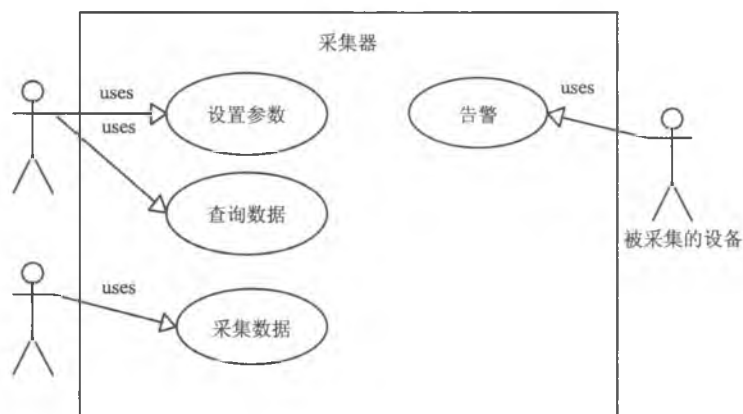 采集器
uses
设置参数
uses
告警
uses
查询数据
被采集的设备
uses
采集数据